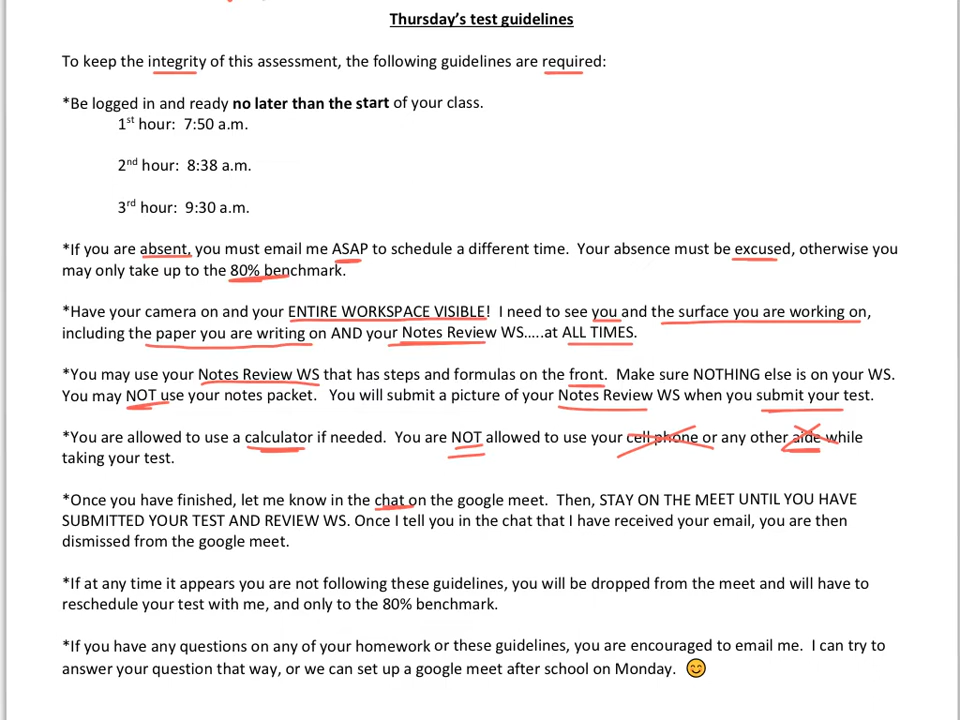 Thursday’s test guidelines
To keep the integrity of this assessment, the following guidelines are required:
*Be logged in and ready no later than the start of your class.
1st hour:  7:50 a.m.
2nd hour:  8:38 a.m.
3rd hour:  9:30 a.m.
*If you are absent, you must email me ASAP to schedule a different time.  Your absence must be excused, otherwise you
may only take up to the 80% benchmark.
*Have your camera on and your ENTIRE WORKSPACE VISIBLE!  I need to see you and the surface you are working on,
including the paper you are writing on AND your Notes Review WS.....at ALL TIMES.
*You may use your Notes Review WS that has steps and formulas on the front.  Make sure NOTHING else is on your WS.
You may NOT use your notes packet.   You will submit a picture of your Notes Review WS when you submit your test.
*You are allowed to use a calculator if needed.  You are NOT allowed to use your cell phone or any other aide while
taking your test.
*Once you have finished, let me know in the chat on the google meet.  Then, STAY ON THE MEET UNTIL YOU HAVE
SUBMITTED YOUR TEST AND REVIEW WS. Once I tell you in the chat that I have received your email, you are then
dismissed from the google meet.
*If at any time it appears you are not following these guidelines, you will be dropped from the meet and will have to
reschedule your test with me, and only to the 80% benchmark.
*If you have any questions on any of your homework or these guidelines, you are encouraged to email me.  I can try to
answer your question that way, or we can set up a google meet after school on Monday. 😊